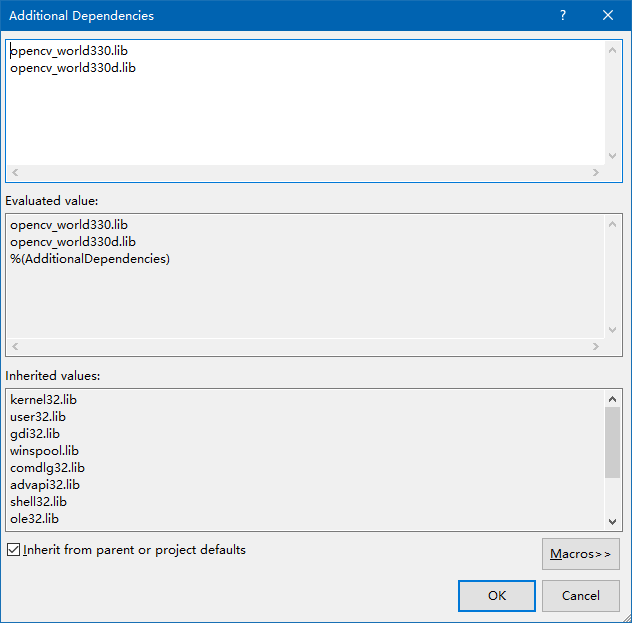 Additional Dependencies
opencv_world330.lib
opencv_world330d.lib
Evaluated value:
opencv_world330.lib
opencv_world330d.lib
%(AdditionalDependencies)
Inherited values:
kernel32.lib
user32.lib
gdi32.lib
winspool.lib
comdlg32.lib
advapi32.lib
shell32.lib
ole32.lib
Inherit from parent or project defaults
Macros>>
OK
Cancel